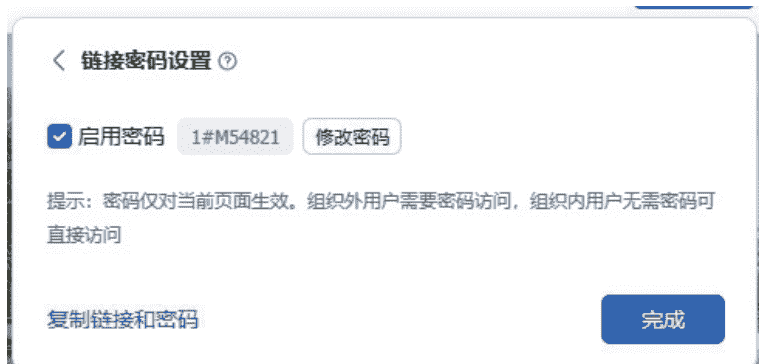 链接密码设置
启用密码 1#M54821 修改密码
提示：密码仅对当前页面生效。组织外用户需要密码访问，组织内用户无需密码可
直接访问
复制链接和密码 完成